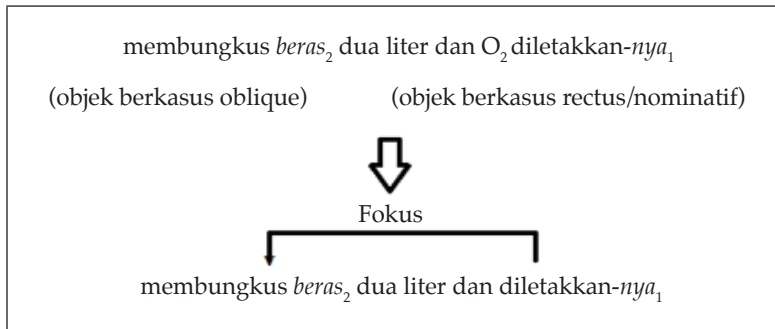 membungkus beras₂ dua liter dan O₂ diletakkan-nya₁
(objek berkasus oblique) (objek berkasus rectus/nominatif)
Fokus
membungkus beras₂ dua liter dan diletakkan-nya₁